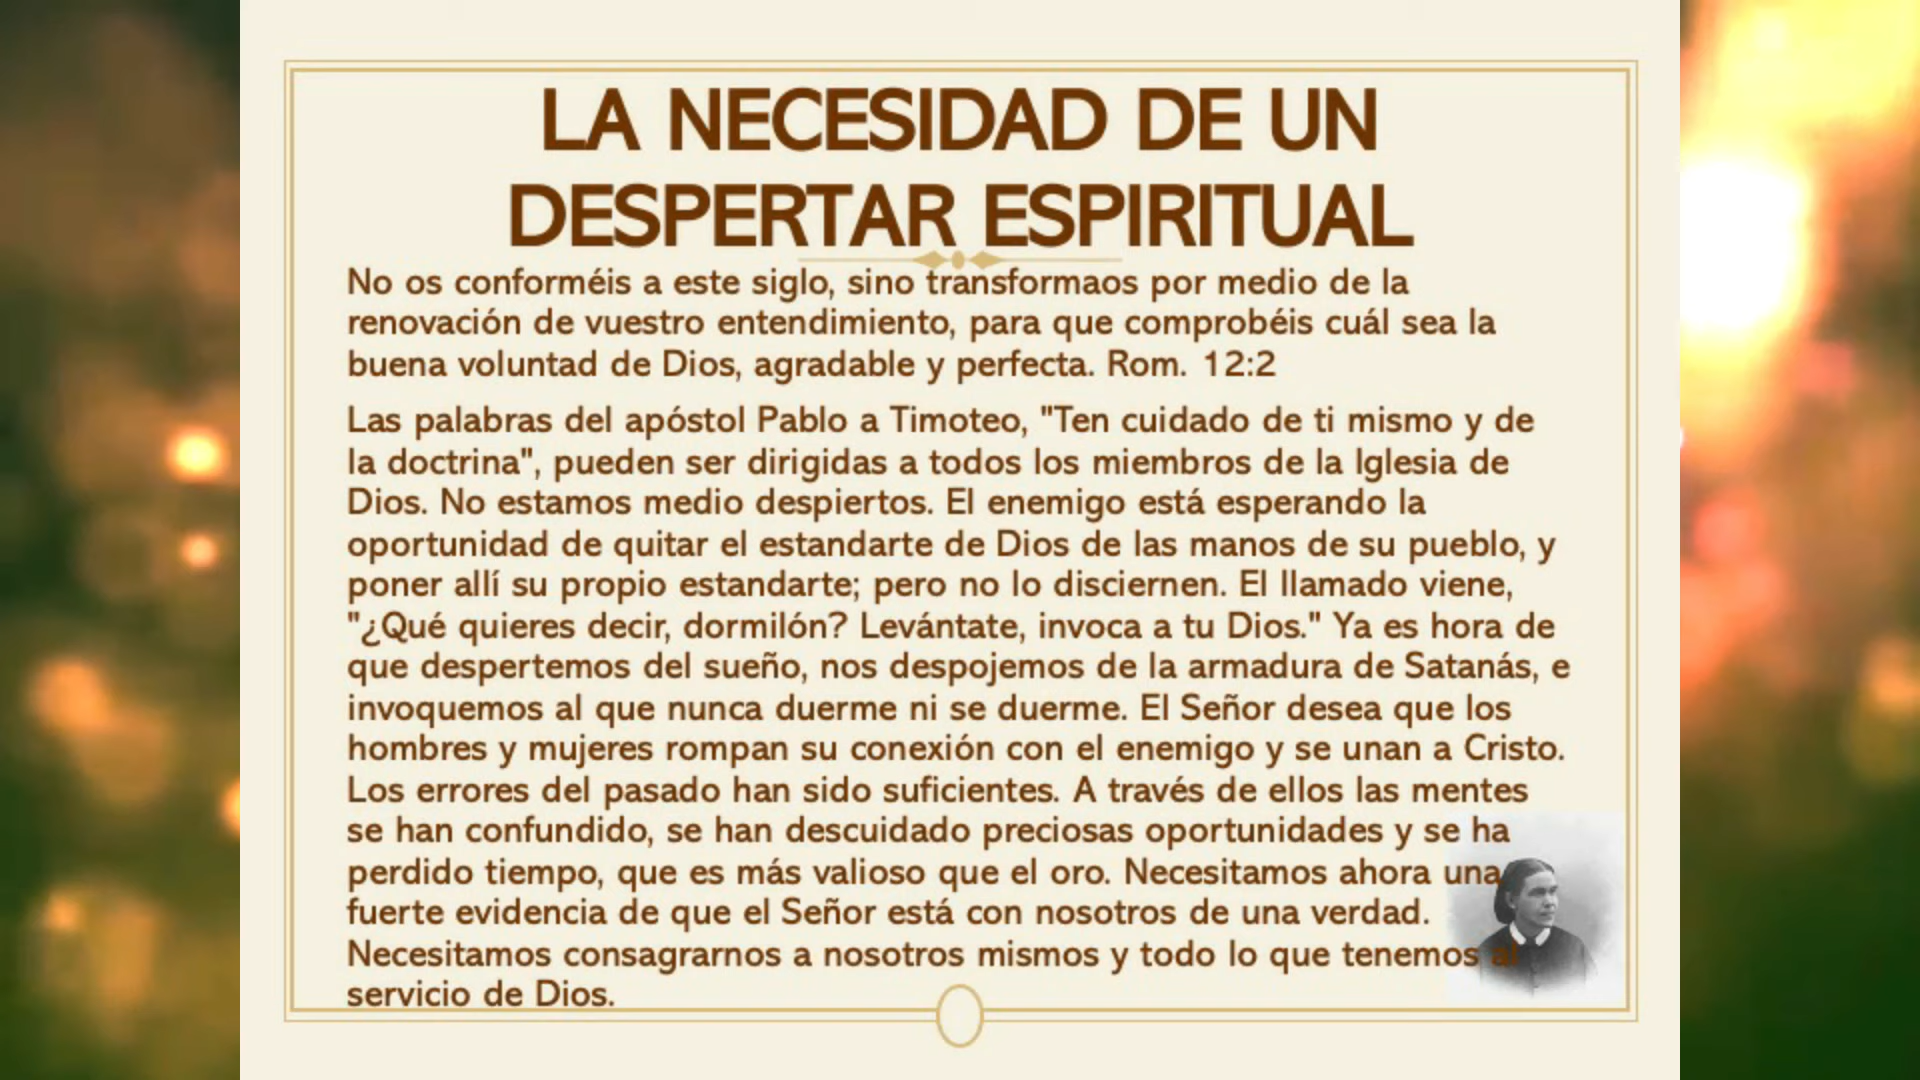 LA NECESIDAD DE UN
DESPERTAR ESPIRITUAL
No os conforméis a este siglo, sino transformaos por medio de la
renovación de vuestro entendimiento, para que comprobéis cuál sea la
buena voluntad de Dios, agradable y perfecta. Rom. 12:2
Las palabras del apóstol Pablo a Timoteo, "Ten cuidado de ti mismo y de
la doctrina", pueden ser dirigidas a todos los miembros de la Iglesia de
Dios. No estamos medio despiertos. El enemigo está esperando la
oportunidad de quitar el estandarte de Dios de las manos de su pueblo, y
poner allí su propio estandarte; pero no lo disciernen. El llamado viene,
"¿Qué quieres decir, dormilón? Levántate, invoca a tu Dios." Ya es hora de
que despertemos del sueño, nos despojemos de la armadura de Satanás, e
invoquemos al que nunca duerme ni se duerme. El Señor desea que los
hombres y mujeres rompan su conexión con el enemigo y se unan a Cristo.
Los errores del pasado han sido suficientes. A través de ellos las mentes
se han confundido, se han descuidado preciosas oportunidades y se ha
perdido tiempo, que es más valioso que el oro. Necesitamos ahora una
fuerte evidencia de que el Señor está con nosotros de una verdad.
Necesitamos consagrarnos a nosotros mismos y todo lo que tenemos al
servicio de Dios.